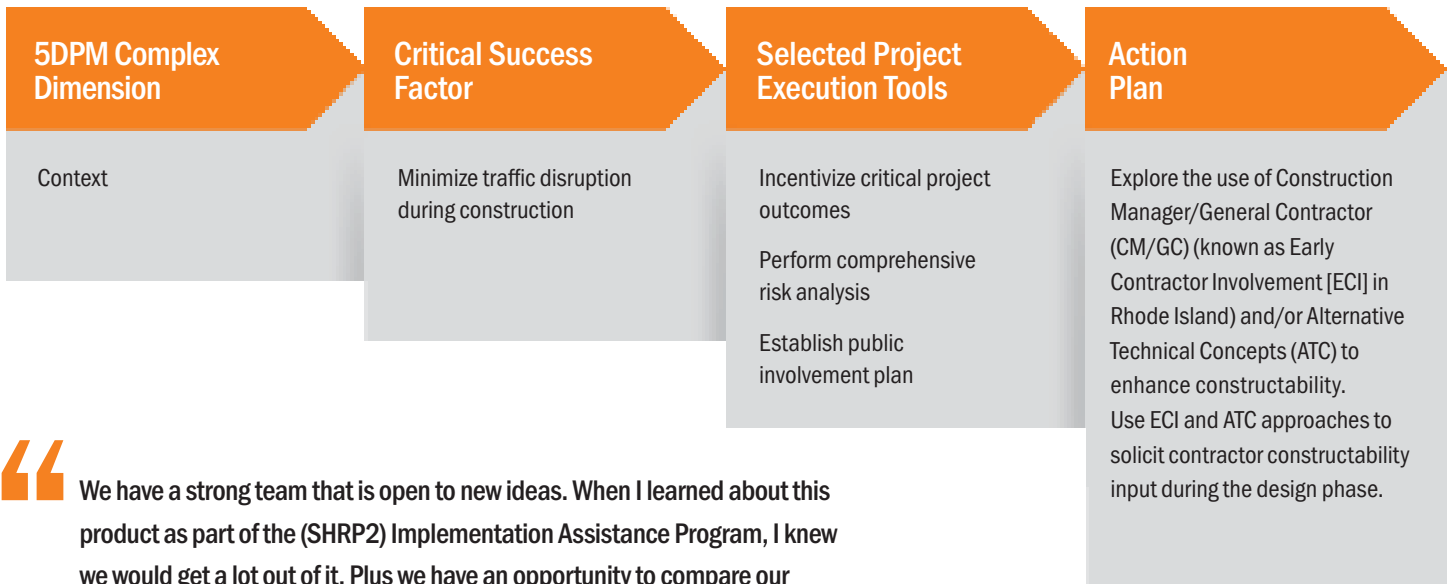 5DPM Complex
Dimension
Context
Critical Success
Factor
Minimize traffic disruption
during construction
Selected Project
Execution Tools
Incentivize critical project
outcomes
Perform comprehensive
risk analysis
Establish public
involvement plan
Action
Plan
Explore the use of Construction
Manager/General Contractor
(CM/GC) (known as Early
Contractor Involvement [ECI] in
Rhode Island) and/or Alternative
Technical Concepts (ATC) to
enhance constructability.
Use ECI and ATC approaches to
solicit contractor constructability
input during the design phase.
“
We have a strong team that is open to new ideas. When I learned about this
product as part of the (SHRP2) Implementation Assistance Program, I knew
we would get a lot out of it. Plus we have an opportunity to compare our